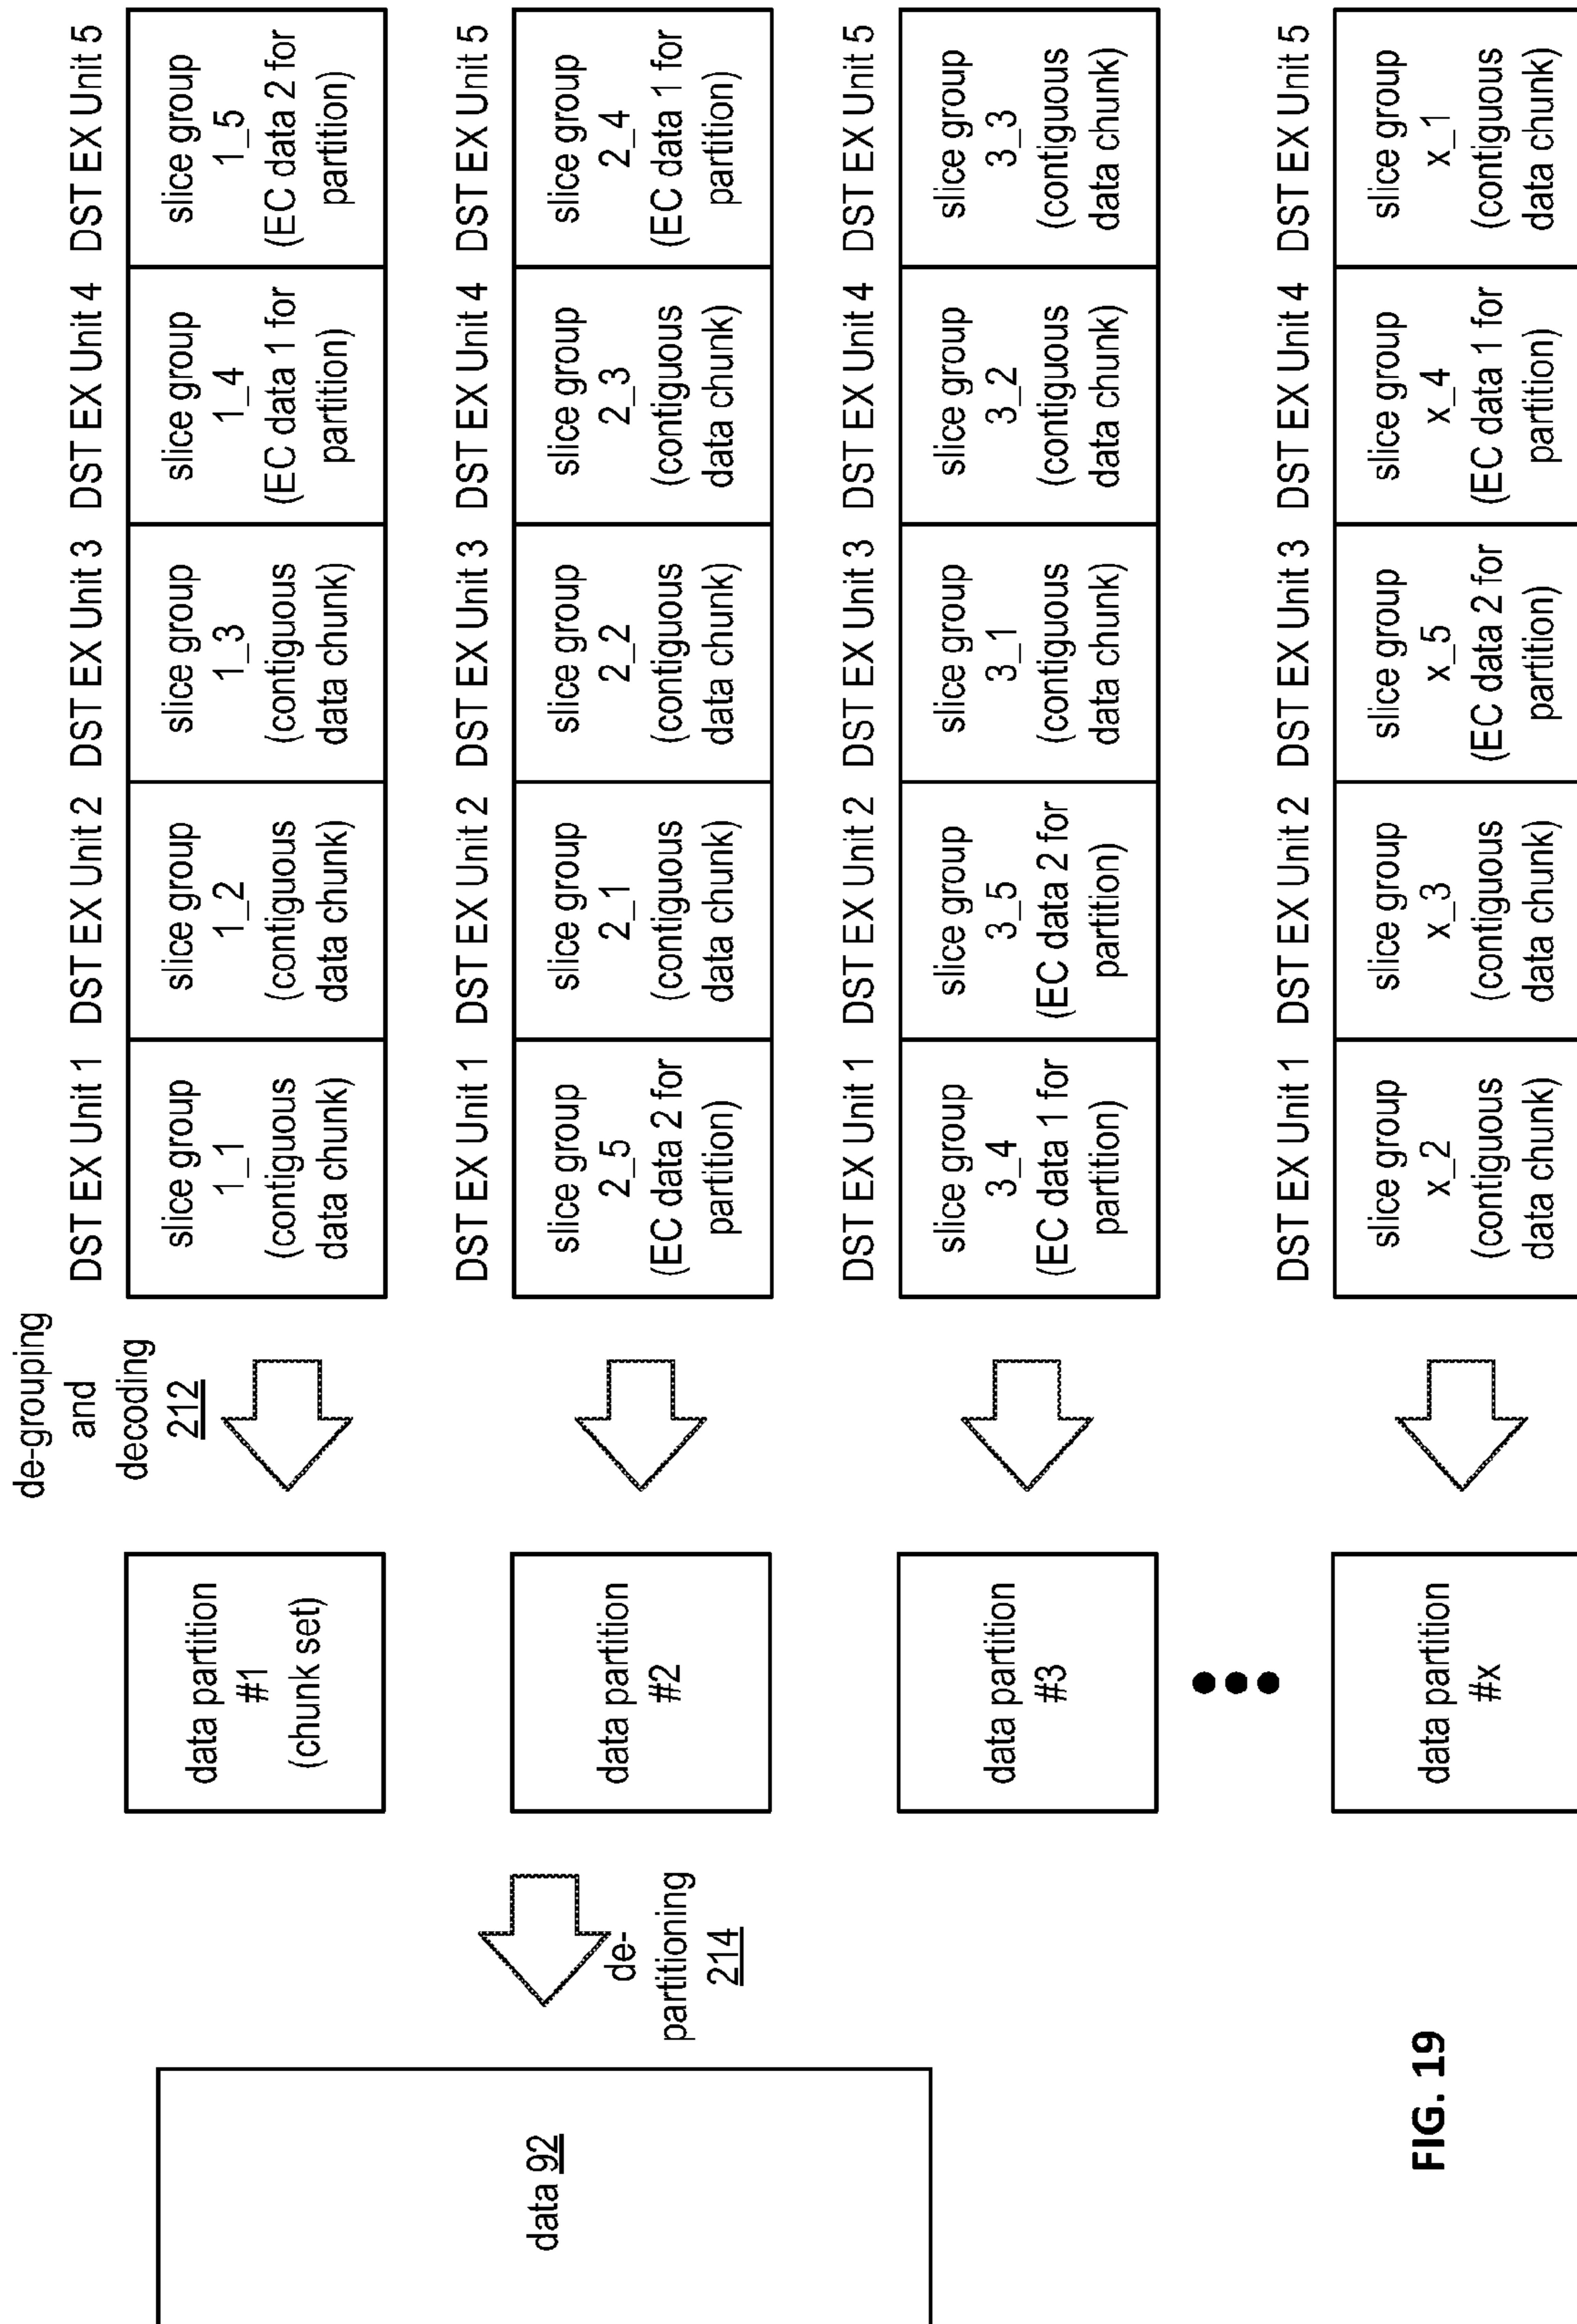 de-grouping
and
decoding
212
DST EX Unit 1 DST EX Unit 2 DST EX Unit 3 DST EX Unit 4 DST EX Unit 5
data partition
#1
(chunk set)
slice group
1_1
(contiguous
data chunk)
slice group
1_2
(contiguous
data chunk)
slice group
1_3
(contiguous
data chunk)
slice group
1_4
(EC data 1 for
partition)
slice group
1_5
(EC data 2 for
partition)
DST EX Unit 1 DST EX Unit 2 DST EX Unit 3 DST EX Unit 4 DST EX Unit 5
data 92
de-
partitioning
214
data partition
#2
slice group
2_5
(EC data 2 for
partition)
slice group
2_1
(contiguous
data chunk)
slice group
2_2
(contiguous
data chunk)
slice group
2_3
(contiguous
data chunk)
slice group
2_4
(EC data 1 for
partition)
DST EX Unit 1 DST EX Unit 2 DST EX Unit 3 DST EX Unit 4 DST EX Unit 5
data partition
#3
slice group
3_4
(EC data 1 for
partition)
slice group
3_5
(EC data 2 for
partition)
slice group
3_1
(contiguous
data chunk)
slice group
3_2
(contiguous
data chunk)
slice group
3_3
(contiguous
data chunk)
DST EX Unit 1 DST EX Unit 2 DST EX Unit 3 DST EX Unit 4 DST EX Unit 5
data partition
#x
slice group
x_2
(contiguous
data chunk)
slice group
x_3
(contiguous
data chunk)
slice group
x_5
(EC data 2 for
partition)
slice group
x_4
(EC data 1 for
partition)
slice group
x_1
(contiguous
data chunk)
FIG. 19